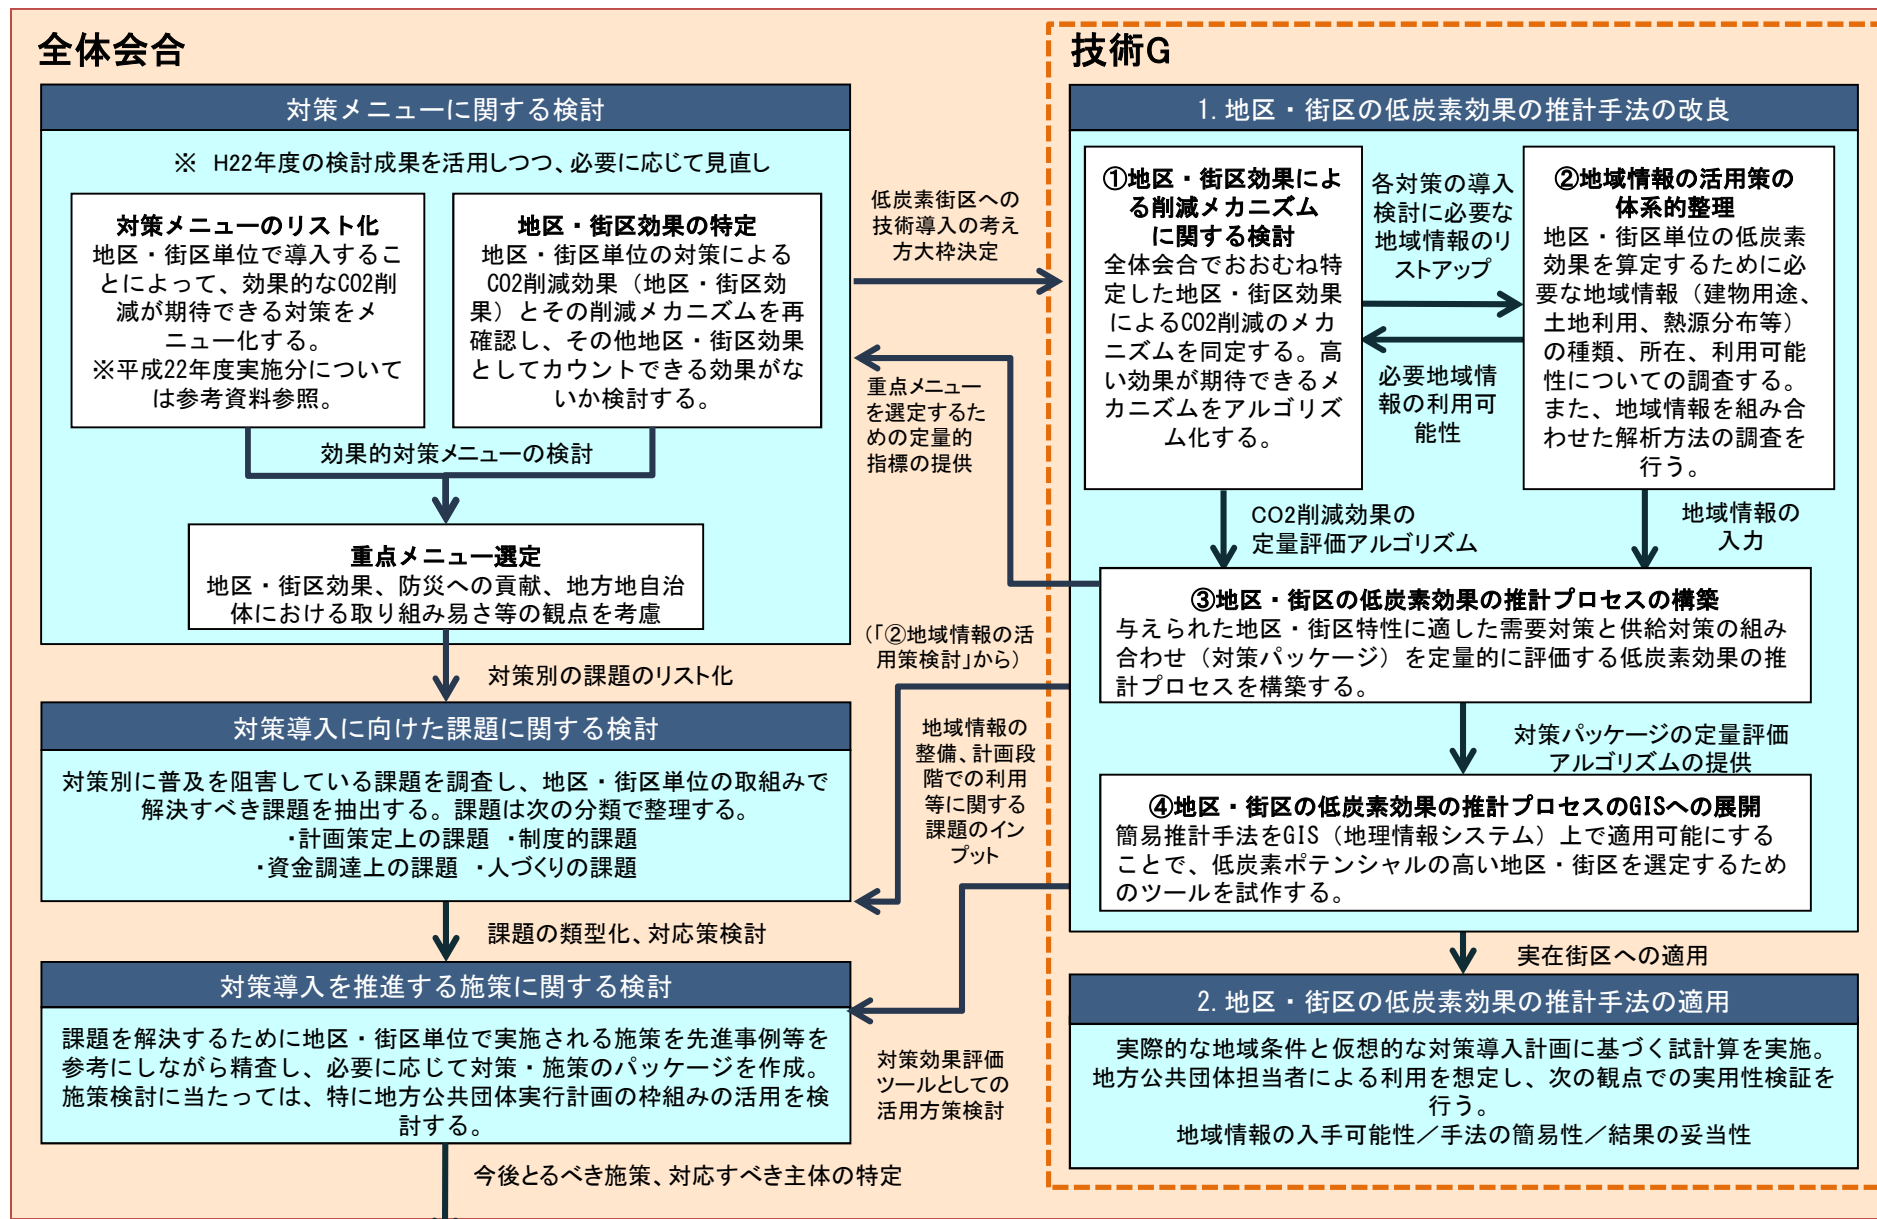 全体会合
対策メニューに関する検討
※ H22年度の検討成果を活用しつつ、必要に応じて見直し
対策メニューのリスト化
地区・街区単位で導入するこ
とによって、効果的なCO2削
減が期待できる対策をメ
ニュー化する。
※平成22年度実施分について
は参考資料参照。
地区・街区効果の特定
地区・街区単位の対策による
CO2削減効果（地区・街区効
果）とその削減メカニズムを再
確認し、その他地区・街区効果
としてカウントできる効果がな
いか検討する。
効果的対策メニューの検討
重点メニュー選定
地区・街区効果、防災への貢献、地方地自治
体における取り組み易さ等の観点を考慮
対策別の課題のリスト化
対策導入に向けた課題に関する検討
対策別に普及を阻害している課題を調査し、地区・街区単位の取組みで
解決すべき課題を抽出する。課題は次の分類で整理する。
・計画策定上の課題 ・制度的課題
・資金調達上の課題 ・人づくりの課題
課題の類型化、対応策検討
対策導入を推進する施策に関する検討
課題を解決するために地区・街区単位で実施される施策を先進事例等を
参考にしながら精査し、必要に応じて対策・施策のパッケージを作成。
施策検討に当たっては、特に地方公共団体実行計画の枠組みの活用を検
討する。
今後とるべき施策、対応すべき主体の特定
低炭素街区への
技術導入の考え
方大枠決定
重点メニュー
を選定するた
めの定量的
指標の提供
（「②地域情報の活
用策検討」から）
地域情報の
整備、計画段
階での利用
等に関する
課題のイン
プット
対策効果評価
ツールとしての
活用方策検討
技術G
1. 地区・街区の低炭素効果の推計手法の改良
①地区・街区効果によ
る削減メカニズム
に関する検討
全体会合でおおむね特
定した地区・街区効果
によるCO2削減のメカ
ニズムを同定する。高
い効果が期待できるメ
カニズムをアルゴリズ
ム化する。
各対策の導入
検討に必要な
地域情報のリ
ストアップ
必要地域情
報の利用可
能性
②地域情報の活用策の
体系的整理
地区・街区単位の低炭素
効果を算定するために必
要な地域情報（建物用途、
土地利用、熱源分布等）
の種類、所在、利用可能
性についての調査する。
また、地域情報を組み合
わせた解析方法の調査を
行う。
CO2削減効果の
定量評価アルゴリズム
地域情報の
入力
③地区・街区の低炭素効果の推計プロセスの構築
与えられた地区・街区特性に適した需要対策と供給対策の組み
合わせ（対策パッケージ）を定量的に評価する低炭素効果の推
計プロセスを構築する。
対策パッケージの定量評価
アルゴリズムの提供
④地区・街区の低炭素効果の推計プロセスのGISへの展開
簡易推計手法をGIS（地理情報システム）上で適用可能にする
ことで、低炭素ポテンシャルの高い地区・街区を選定するため
のツールを試作する。
実在街区への適用
2. 地区・街区の低炭素効果の推計手法の適用
実際的な地域条件と仮想的な対策導入計画に基づく試計算を実施。
地方公共団体担当者による利用を想定し、次の観点での実用性検証を
行う。
地域情報の入手可能性／手法の簡易性／結果の妥当性